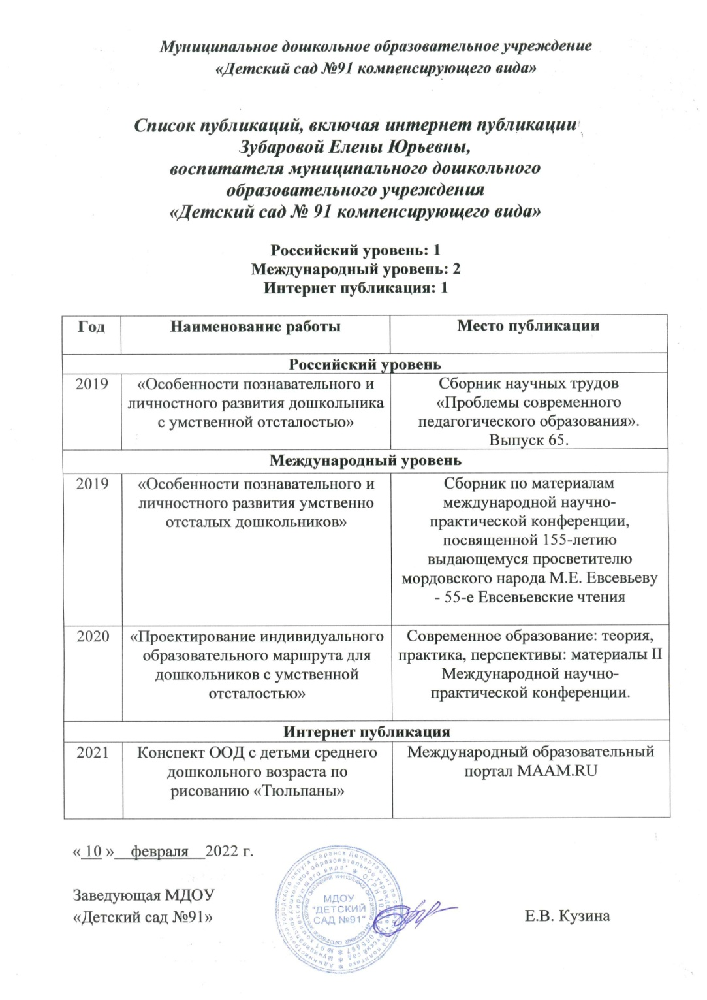 Муниципальное дошкольное образовательное учреждение
«Детский сад №91 компенсирующего вида»
Список публикаций, включая интернет публикации
Зубаровой Елены Юрьевны,
воспитателя муниципального дошкольного
образовательного учреждения
«Детский сад № 91 компенсирующего вида»
Российский уровень: 1
Международный уровень: 2
Интернет публикация: 1
Год Наименование работы Место публикации
Российский уровень
2019
«Особенности познавательного и
личностного развития дошкольника
с умственной отсталостью»
Сборник научных трудов
«Проблемы современного
педагогического образования».
Выпуск 65.
Международный уровень
2019
«Особенности познавательного и
личностного развития умственно
отсталых дошкольников»
Сборник по материалам
международной научно-
практической конференции,
посвященной 155-летию
выдающемуся просветителю
мордовского народа М.Е. Евсевьеву
- 55-е Евсевьевские чтения
2020
«Проектирование индивидуального
образовательного маршрута для
дошкольников с умственной
отсталостью»
Современное образование: теория,
практика, перспективы: материалы II
Международной научно-
практической конференции.
Интернет публикация
2021
Конспект ООД с детьми среднего
дошкольного возраста по
рисованию «Тюльпаны»
Международный образовательный
портал MAAM.RU
« 10 » февраля 2022 г.
Заведующая МДОУ
«Детский сад №91»
МДОУ
"ДЕТСКИЙ
САД №91"
Е.В. Кузина